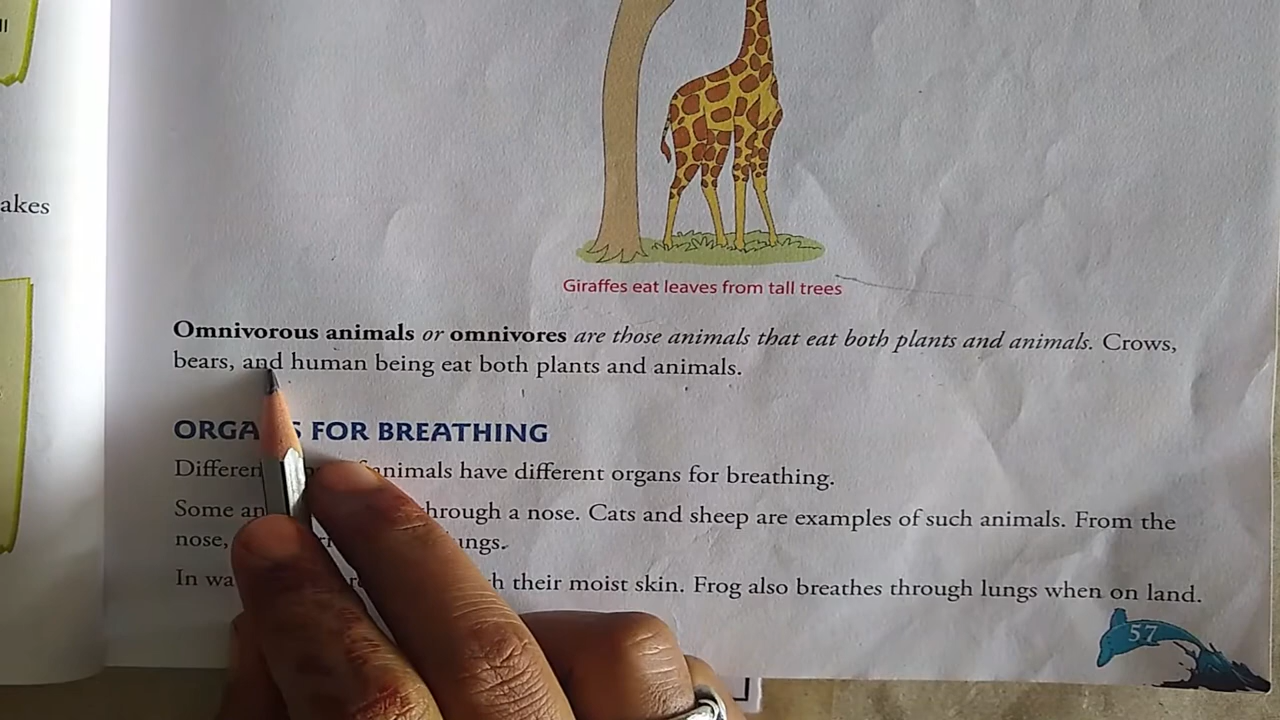 ll
akes
Giraffes eat leaves from tall trees
Omnivorous animals or omnivores are those animals that eat both plants and animals. Crows,
bears, and human being eat both plants and animals.
FOR BREATHING
animals have different organs for breathing.
Some through a nose. Cats and sheep are examples of such animals. From the
nose,
In their moist skin. Frog also breathes through lungs when on land.
57